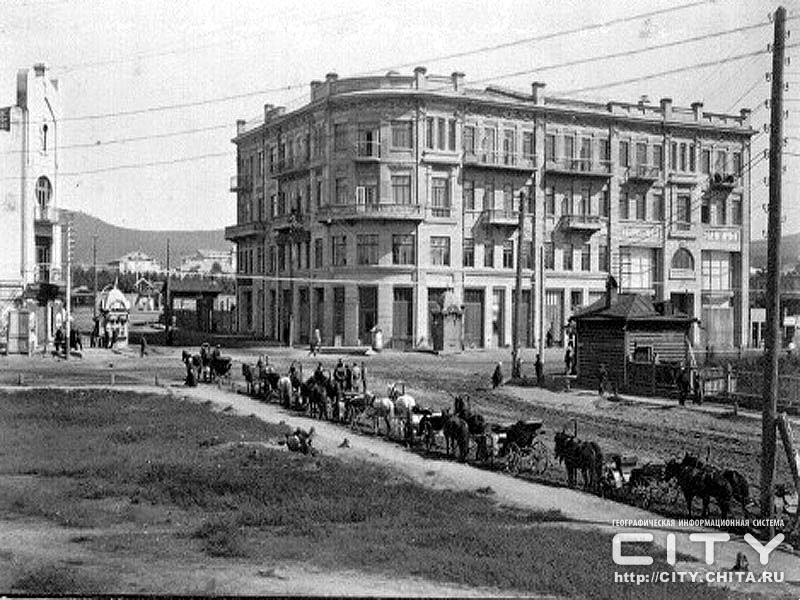 ГЕОГРАФИЧЕСКАЯ ИНФОРМАЦИОННАЯ СИСТЕМА
CITY
http://CITY.CHITA.RU